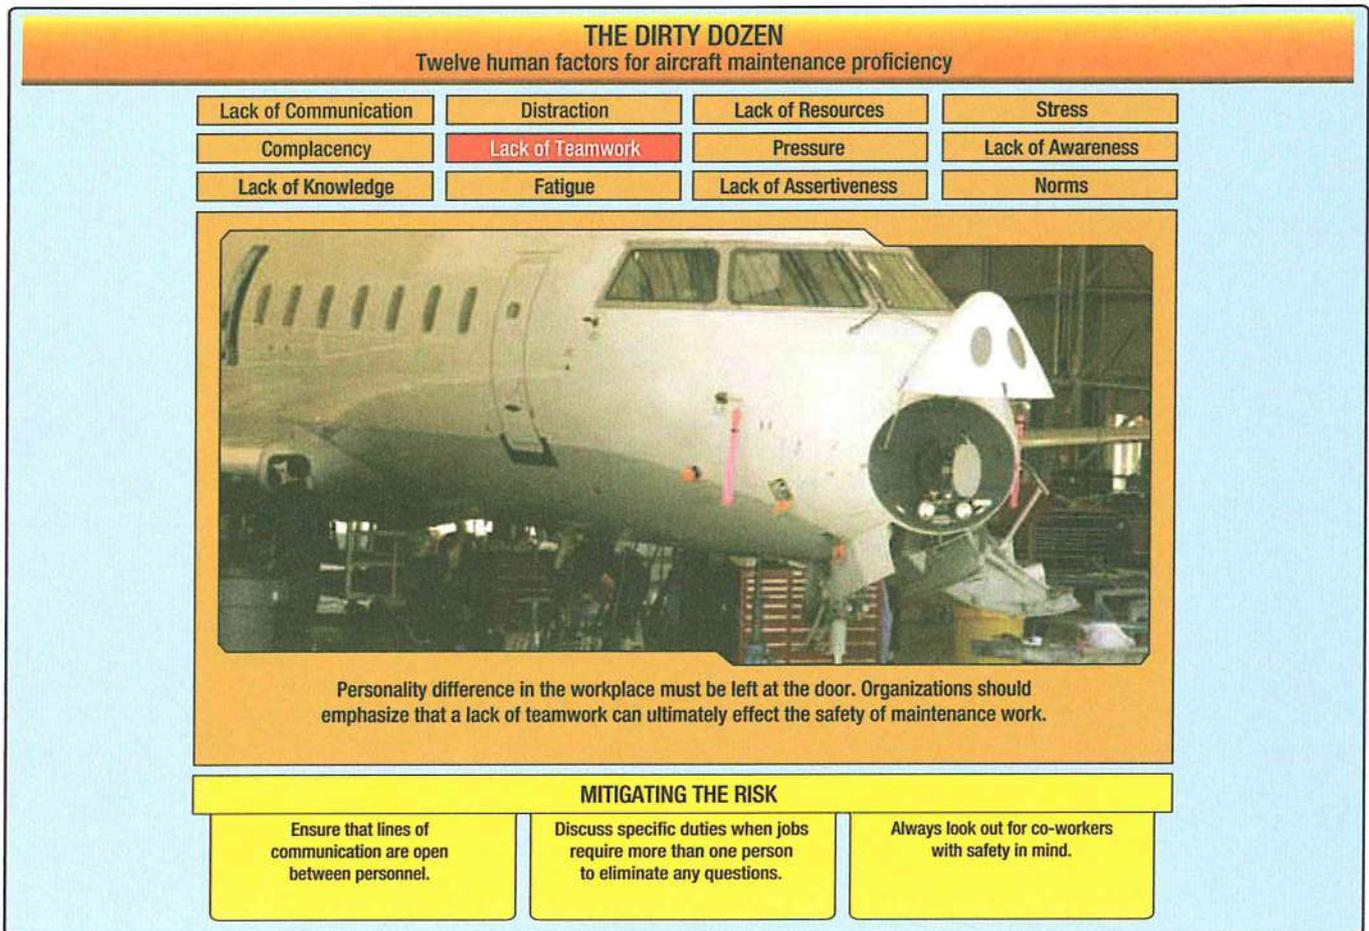 THE DIRTY DOZEN
Twelve human factors for aircraft maintenance proficiency
Lack of Communication
Distraction
Lack of Resources
Stress
Complacency
Lack of Teamwork
Pressure
Lack of Awareness
Lack of Knowledge
Fatigue
Lack of Assertiveness
Norms
Personality difference in the workplace must be left at the door. Organizations should
emphasize that a lack of teamwork can ultimately effect the safety of maintenance work.
MITIGATING THE RISK
Ensure that lines of
communication are open
between personnel.
Discuss specific duties when jobs
require more than one person
to eliminate any questions.
Always look out for co-workers
with safety in mind.